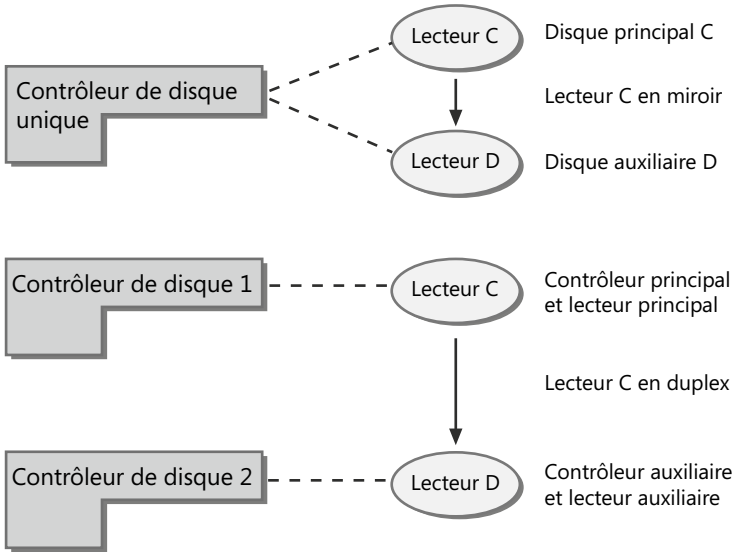 Lecteur C
Disque principal C
Contrôleur de disque
unique
Lecteur C en miroir
Lecteur D
Disque auxiliaire D
Contrôleur de disque 1
Lecteur C
Contrôleur principal
et lecteur principal
Lecteur C en duplex
Contrôleur de disque 2
Lecteur D
Contrôleur auxiliaire
et lecteur auxiliaire